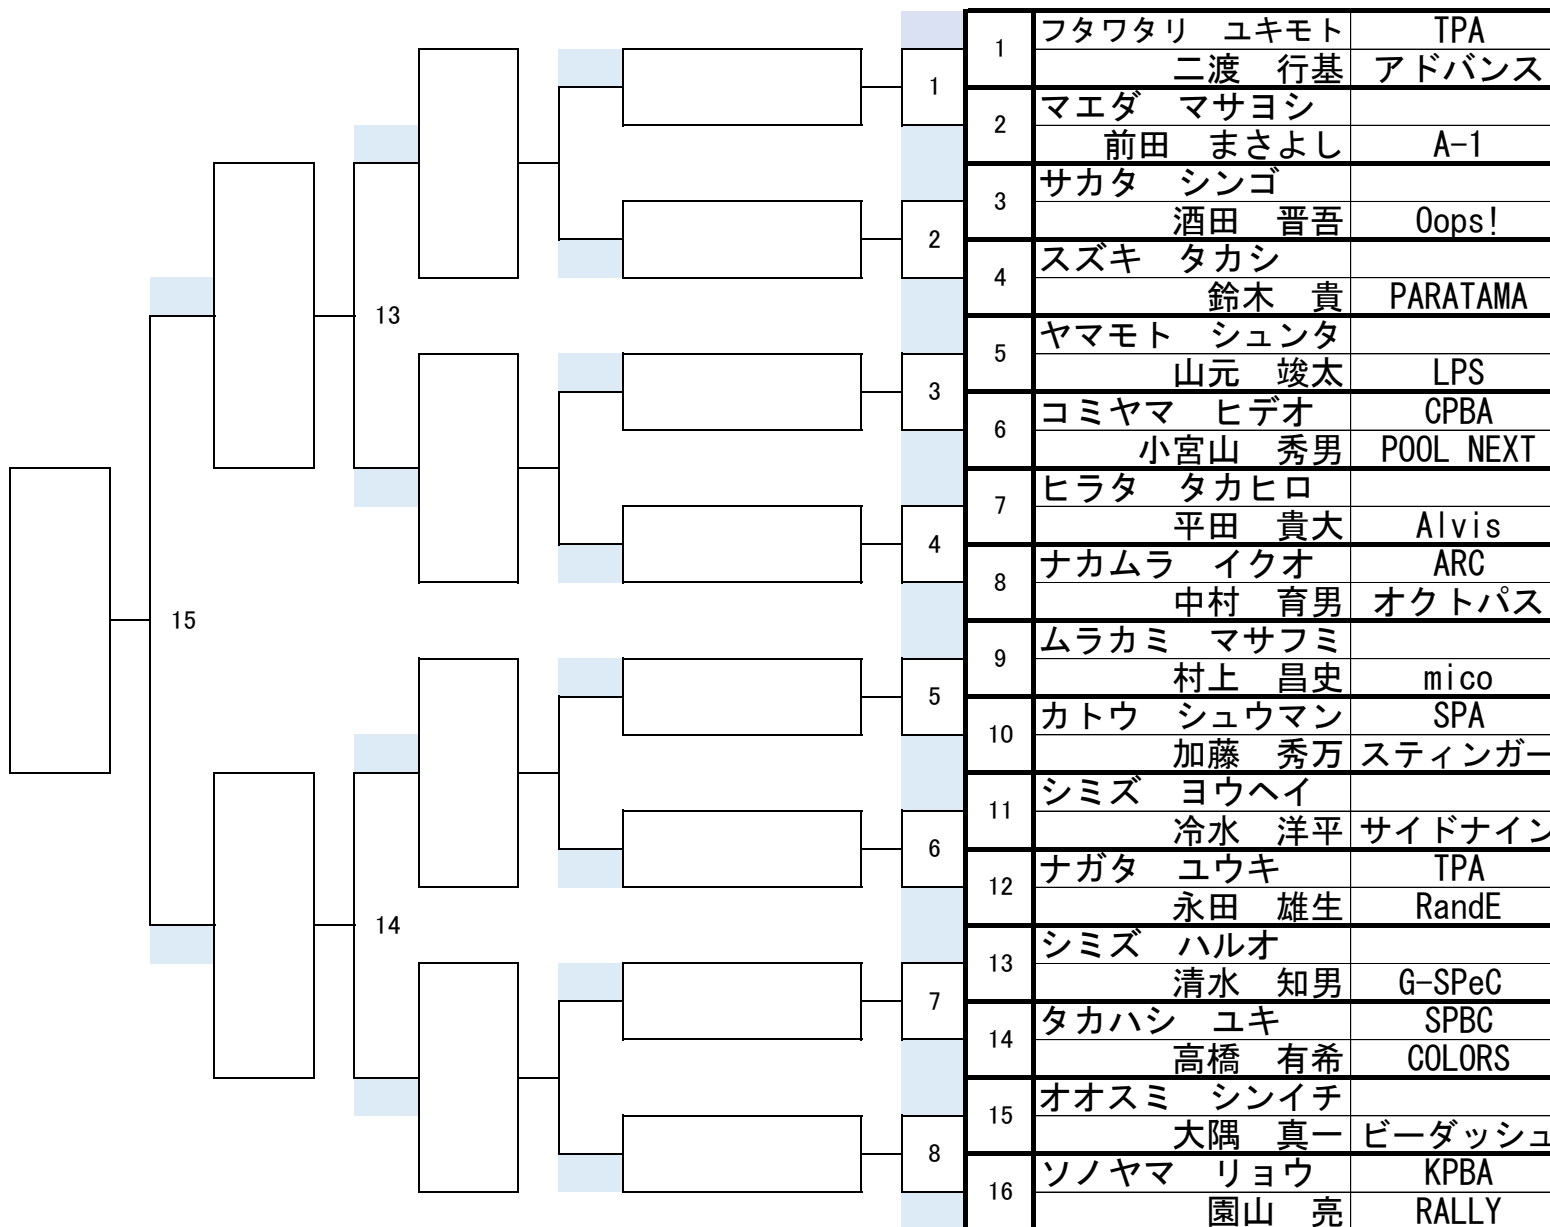 1 フタワタリ ユキモト TPA
二渡 行基 アドバンス
1
2 マエダ マサヨシ
前田 まさよし A-1
3 サカタ シンゴ
酒田 晋吾 Oops!
2
4 スズキ タカシ
鈴木 貴 PARATAMA
13
5 ヤマモト シュンタ
山元 竣太 LPS
3
6 コミヤマ ヒデオ CPBA
小宮山 秀男 POOL NEXT
7 ヒラタ タカヒロ
平田 貴大 Alvis
4
8 ナカムラ イクオ ARC
中村 育男 オクトパス
15
9 ムラカミ マサフミ
村上 昌史 mico
5
10 カトウ シュウマン SPA
加藤 秀万 スティンガー
11 シミズ ヨウヘイ
冷水 洋平 サイドナイン
6
12 ナガタ ユウキ TPA
永田 雄生 RandE
14
13 シミズ ハルオ
清水 知男 G-SPeC
7
14 タカハシ ユキ SPBC
高橋 有希 COLORS
15 オオスミ シンイチ
大隅 真一 ビーダッシュ
8
16 ソノヤマ リョウ KPBA
園山 亮 RALLY